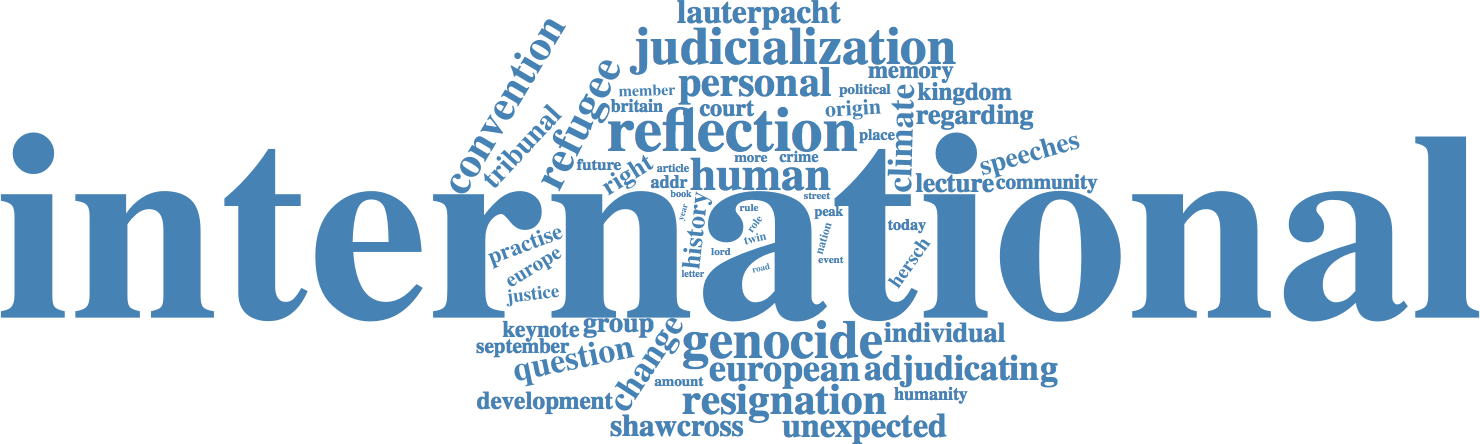 lauterpacht
judicialization
convention
refugee
member
personal
memory
political
kingdom
britain
court
origin
climate
regarding
tribunal
reflection
place
speeches
international
future
right
article
more
crime
human
addr
lecture
community
book
street
year
history
rule
role
twin
peak
nation
today
practise
europe
lord
event
hersch
justice
letter
road
keynote
group
change
genocide
individual
september
question
european
adjudicating
amount
development
resignation
humanity
shawcross
unexpected